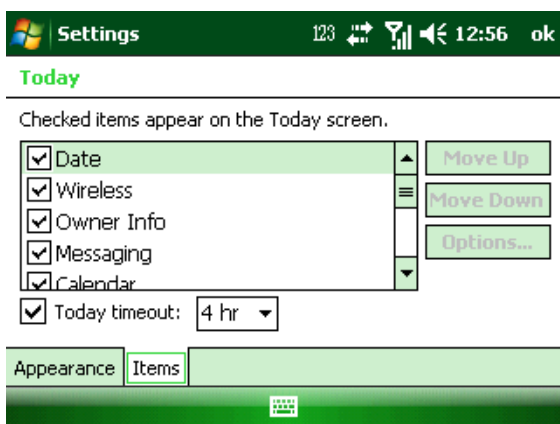 Settings 123 12:56 ok
Today
Checked items appear on the Today screen.
Date
Move Up
Wireless
Move Down
Owner Info
Options...
Messaging
Calendar
Today timeout: 4 hr
Appearance Items